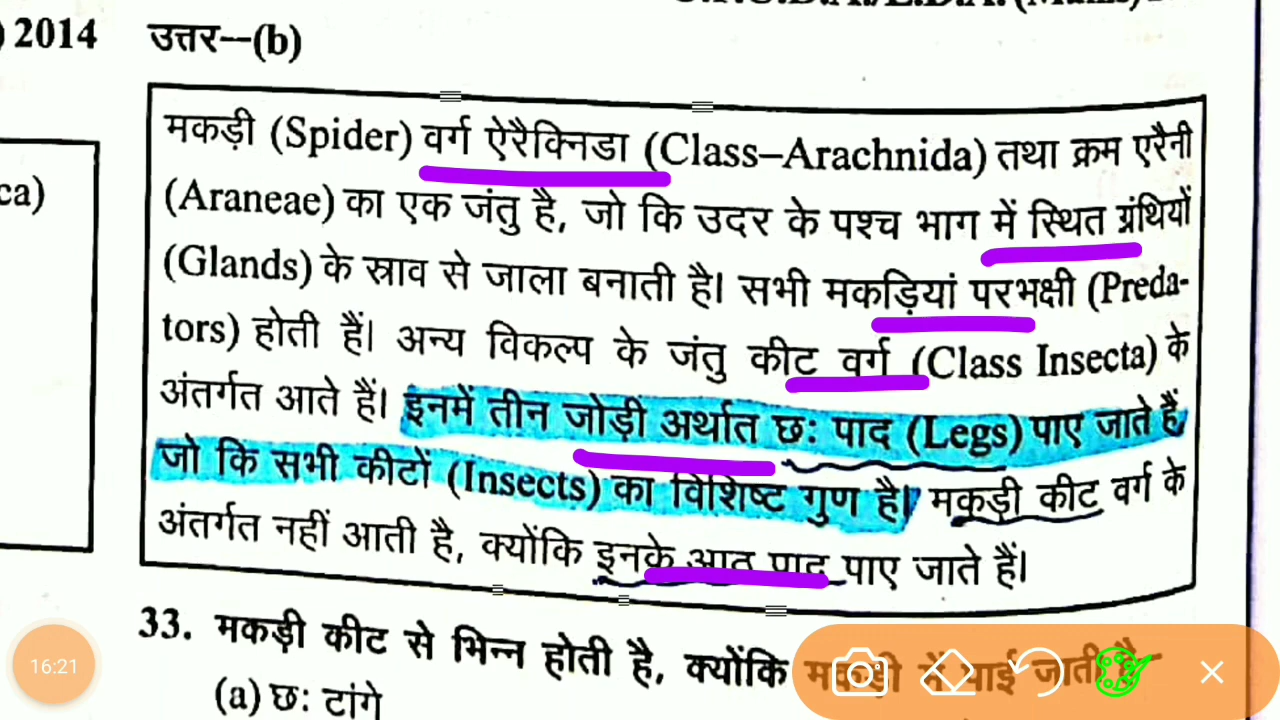 2014 उत्तर—(b)
ca)
मकड़ी (Spider) वर्ग ऐरैक्निडा (Class–Arachnida) तथा क्रम एरैनी
(Araneae) का एक जंतु है, जो कि उदर के पश्च भाग में स्थित ग्रंथियों
(Glands) के स्राव से जाला बनाती है। सभी मकड़ियां परभक्षी (Preda-
tors) होती हैं। अन्य विकल्प के जंतु कीट वर्ग (Class Insecta) के
अंतर्गत आते हैं। इनमें तीन जोड़ी अर्थात छः पाद (Legs) पाए जाते हैं
जो कि सभी कीटों (Insects) का विशिष्ट गुण है। मकड़ी कीट वर्ग के
अंतर्गत नहीं आती है, क्योंकि इनके आठ पाद पाए जाते हैं।
33. मकड़ी कीट से भिन्न होती है, क्योंकि मकड़ी में पाई जाती है–
(a) छः टांगे
16:21